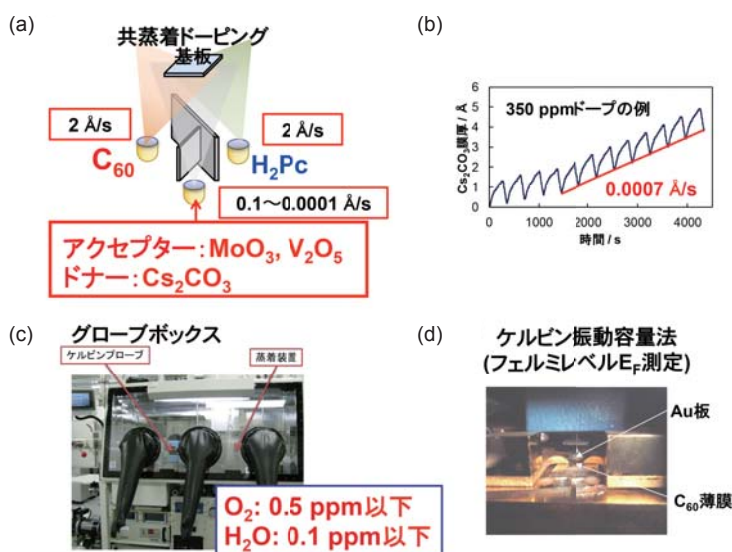 (a)
共蒸着ドーピング
基板
2 Å/s
2 Å/s
C60
H2Pc
0.1～0.0001 Å/s
アクセプター：MoO3, V2O5
ドナー：Cs2CO3
(b)
350 ppmドープの例
Cs2CO3膜厚 / Å
6
5
4
3
2
1
0
0.0007 Å/s
0 1000 2000 3000 4000
時間 / s
(c)
グローブボックス
ケルビンプローブ
蒸着装置
O2: 0.5 ppm以下
H2O: 0.1 ppm以下
(d)
ケルビン振動容量法
(フェルミレベルEF測定)
Au板
C60薄膜